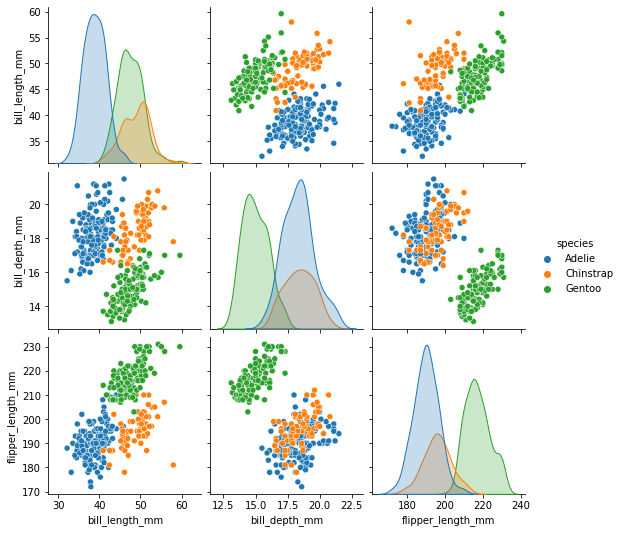 60
55
50
45
40
35
bill_length_mm
20
18
16
14
bill_depth_mm
species
Adelie
Chinstrap
Gentoo
230
220
210
200
190
180
170
flipper_length_mm
30 40 50 60
12.5 15.0 17.5 20.0 22.5
180 200 220 240
bill_length_mm
bill_depth_mm
flipper_length_mm